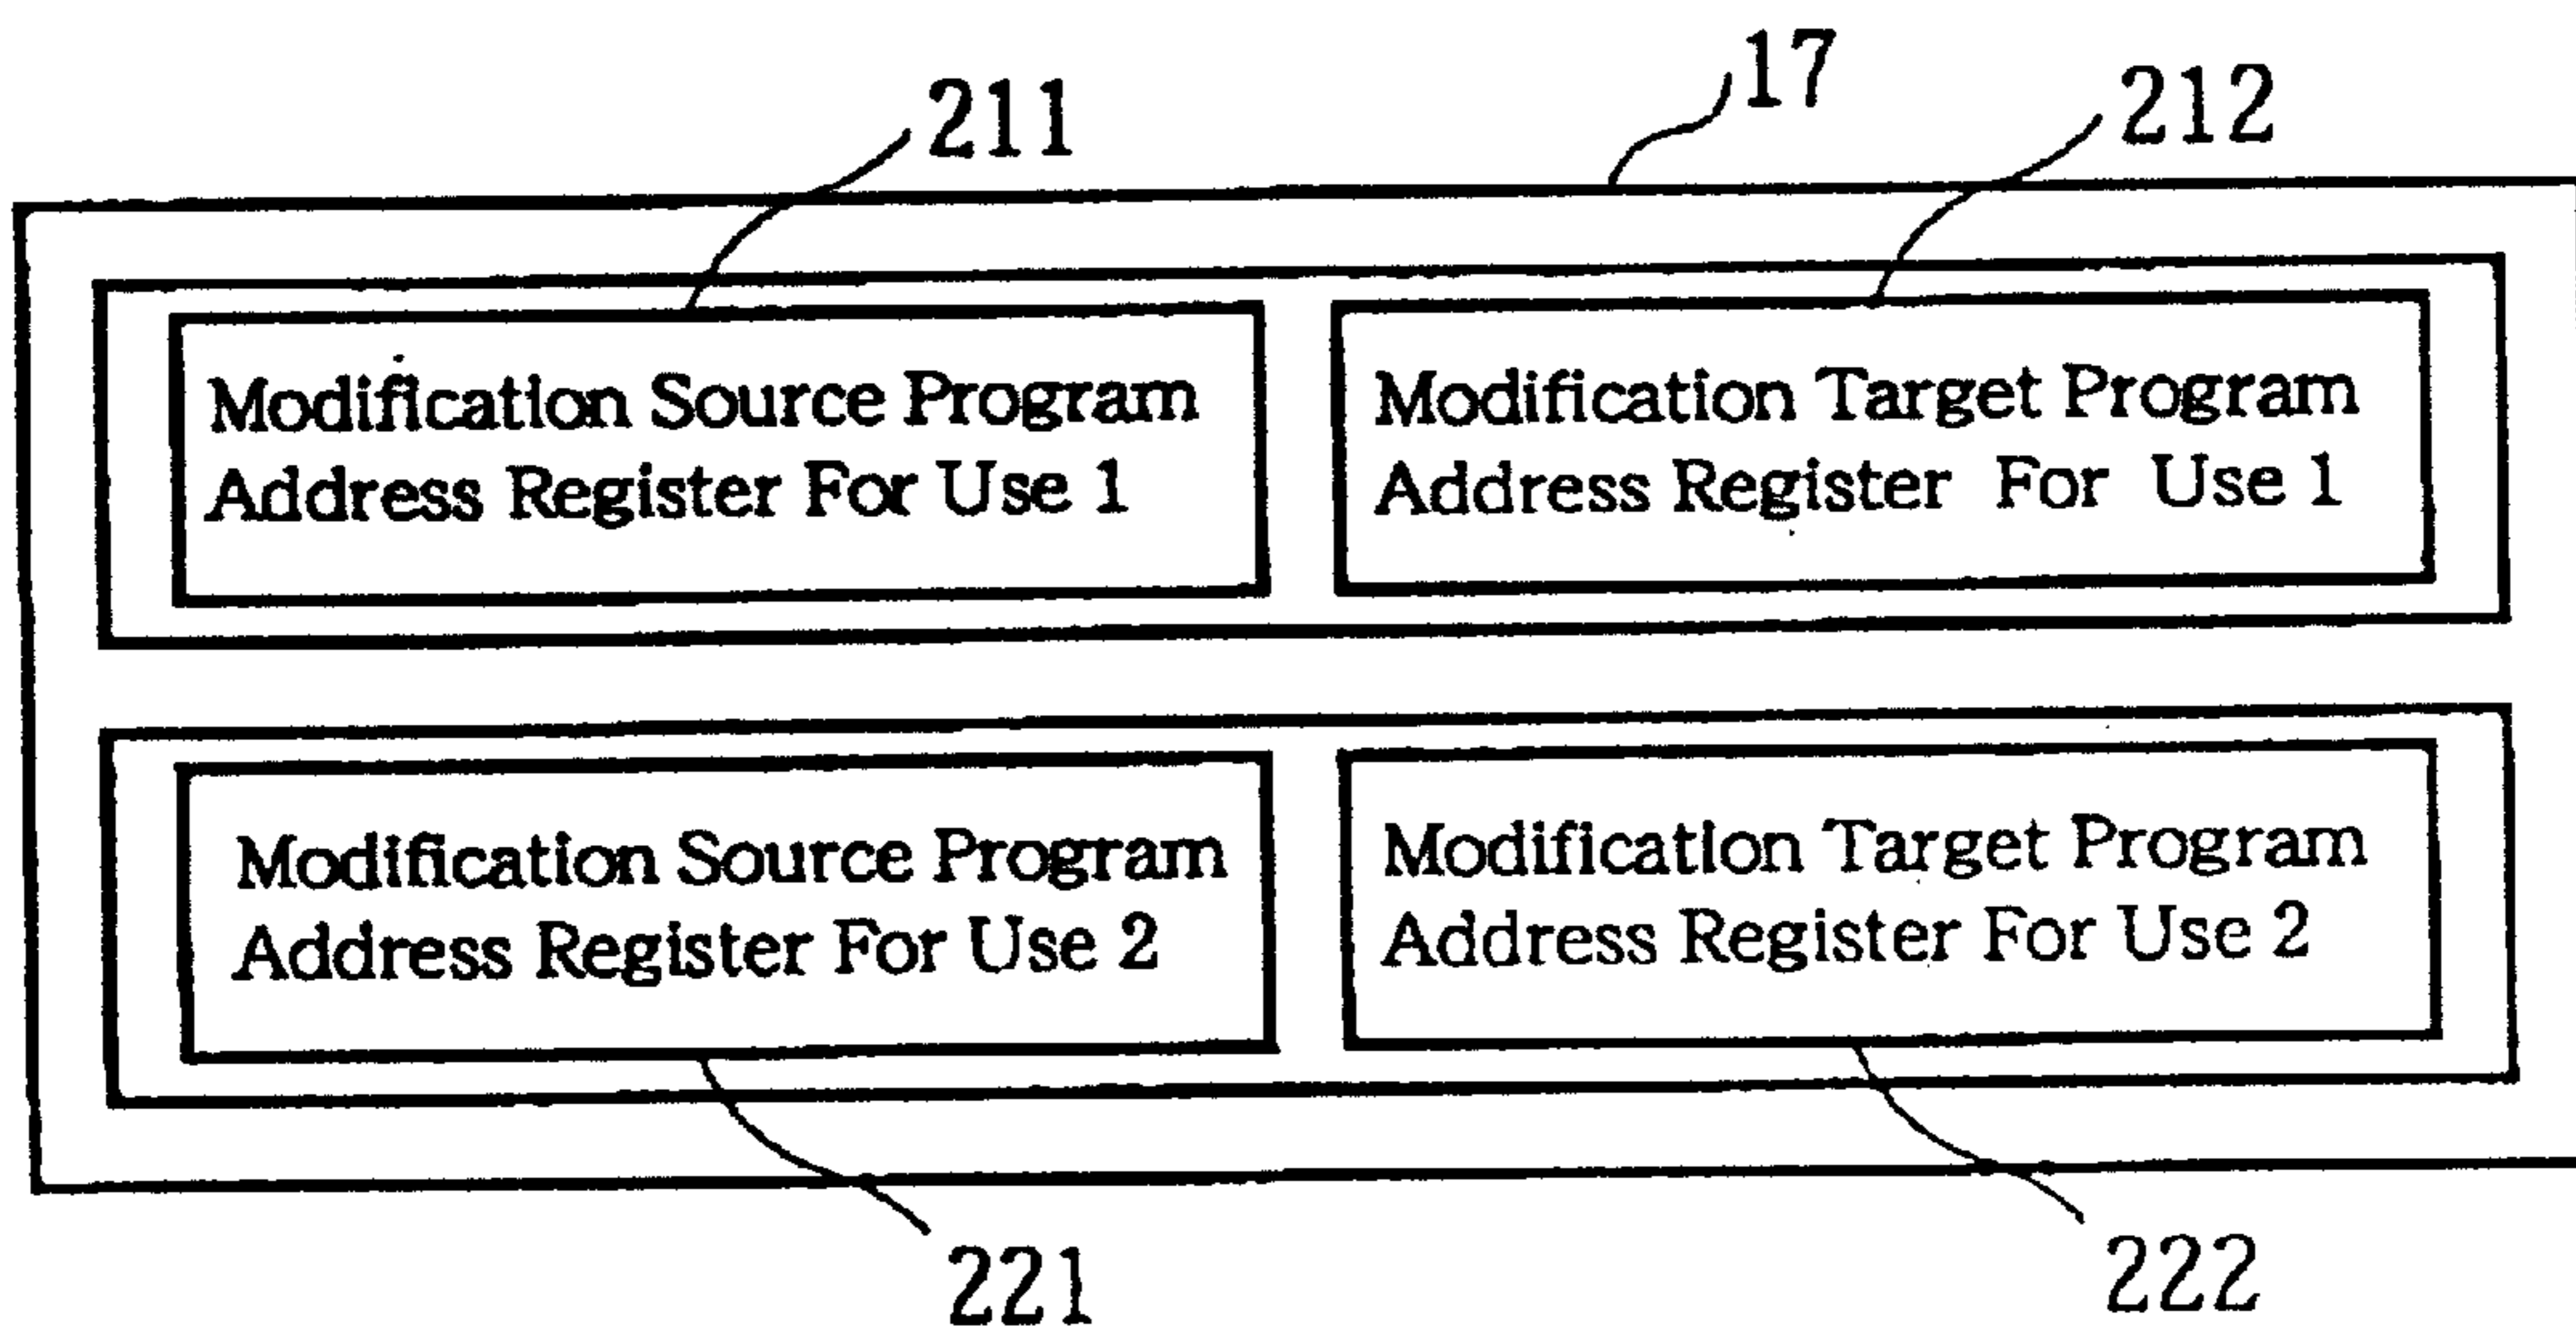 17
211
212
Modification Source Program
Address Register For Use 1
Modification Target Program
Address Register For Use 1
Modification Source Program
Address Register For Use 2
Modification Target Program
Address Register For Use 2
221
222